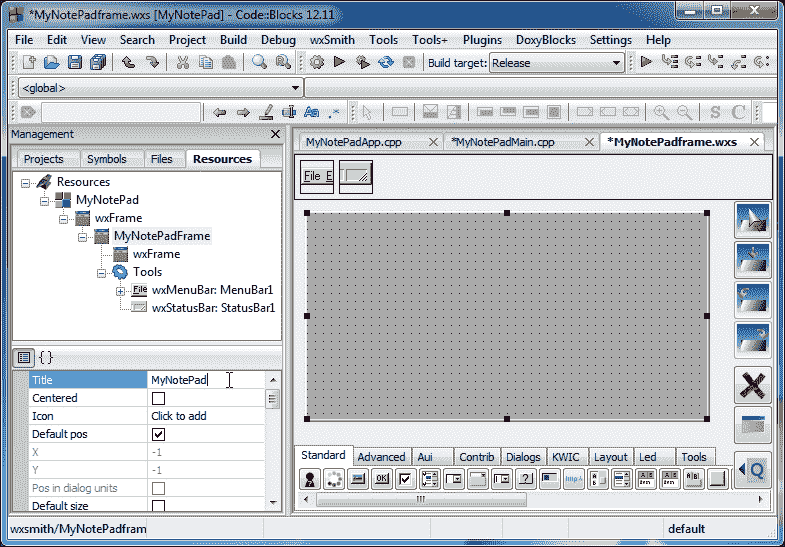 *MyNotePadframe.wxs [MyNotePad] - Code::Blocks 12.11
File Edit View Search Project Build Debug wxSmith Tools Tools+ Plugins DoxyBlocks Settings Help
Build target: Release
<global>
Aa .*
S C
Management
Projects Symbols Files Resources
MyNotePadApp.cpp *MyNotePadMain.cpp *MyNotePadframe.wxs
File E
Resources
MyNotePad
wxFrame
MyNotePadFrame
wxFrame
Tools
File wxMenuBar: MenuBar1
wxStatusBar: StatusBar1
{}
Title MyNotePad
Centered
Icon Click to add
Default pos
X -1
Y -1
Pos in dialog units
Default size
Standard Advanced Aui Contrib Dialogs KWIC Layout Led Tools
OK
Q
wxsmith/MyNotePadfram
default